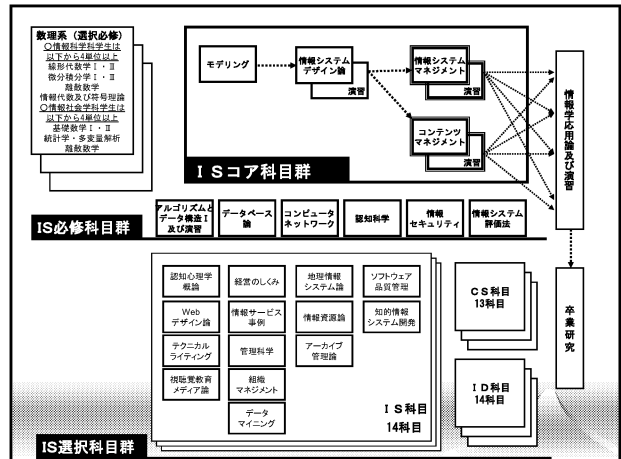 数理系（選択必修）
○情報科学科学生は
以下から4単位以上
線形代数学Ⅰ・Ⅱ
微分積分学Ⅰ・Ⅱ
離散数学
情報代数及び符号理論
○情報社会学科学生は
以下から4単位以上
基礎数学Ⅰ・Ⅱ
統計学・多変量解析
離散数学
モデリング
情報システム
デザイン論
演習
情報システム
マネジメント
演習
コンテンツ
マネジメント
演習
ＩＳコア科目群
情報学応用論及び演習
IS必修科目群
アルゴリズムと
データ構造Ⅰ
及び演習
データベース
論
コンピュータ
ネットワーク
認知科学
情報
セキュリティ
情報システム
評価法
認知心理学
概論
経営のしくみ
地理情報
システム論
ソフトウェア
品質管理
Web
デザイン論
情報サービス
事例
情報資源論
知的情報
システム開発
テクニカル
ライティング
管理科学
アーカイブ
管理論
視聴覚教育
メディア論
組織
マネジメント
データ
マイニング
ＩＳ科目
14科目
ＣＳ科目
13科目
ＩＤ科目
14科目
卒業研究
IS選択科目群